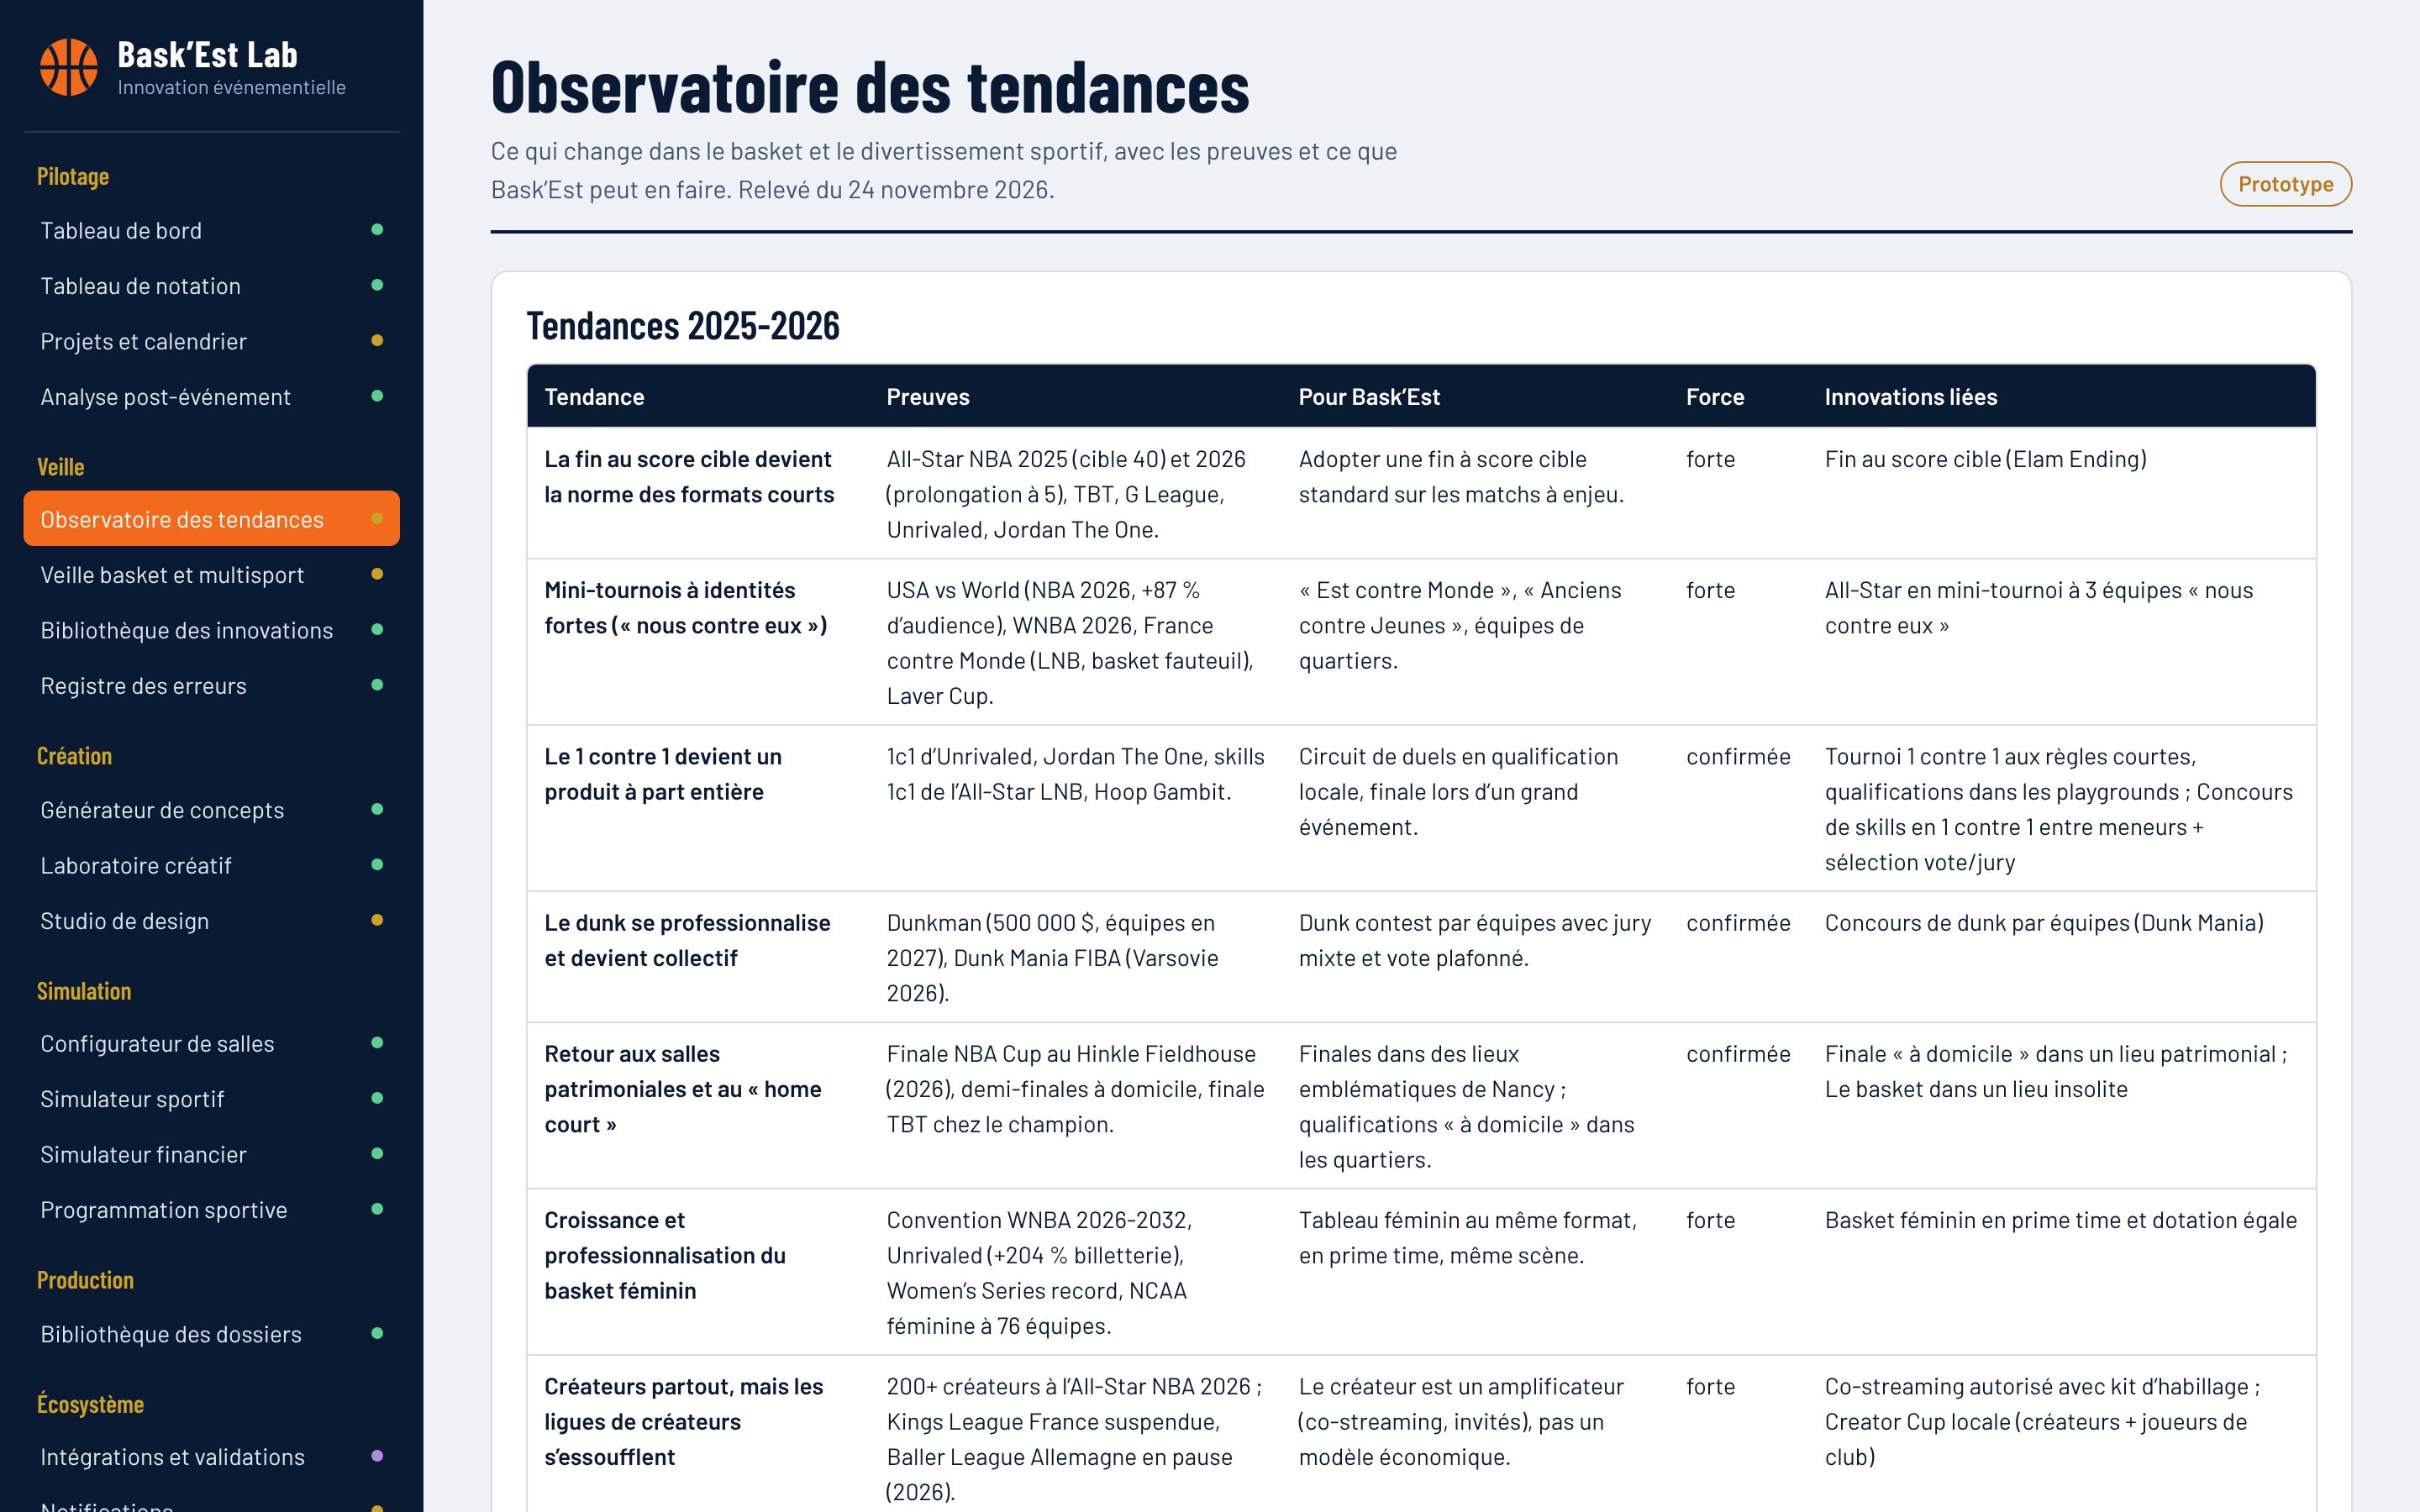 Bask’Est Lab
Innovation événementielle
Pilotage
Tableau de bord
Tableau de notation
Projets et calendrier
Analyse post-événement
Veille
Observatoire des tendances
Veille basket et multisport
Bibliothèque des innovations
Registre des erreurs
Création
Générateur de concepts
Laboratoire créatif
Studio de design
Simulation
Configurateur de salles
Simulateur sportif
Simulateur financier
Programmation sportive
Production
Bibliothèque des dossiers
Écosystème
Intégrations et validations
Notifications
Observatoire des tendances
Ce qui change dans le basket et le divertissement sportif, avec les preuves et ce que
Bask’Est peut en faire. Relevé du 24 novembre 2026.
Prototype
Tendances 2025-2026
Tendance
Preuves
Pour Bask’Est
Force
Innovations liées
La fin au score cible devient
la norme des formats courts
All-Star NBA 2025 (cible 40) et 2026
(prolongation à 5), TBT, G League,
Unrivaled, Jordan The One.
Adopter une fin à score cible
standard sur les matchs à enjeu.
forte
Fin au score cible (Elam Ending)
Mini-tournois à identités
fortes (« nous contre eux »)
USA vs World (NBA 2026, +87 %
d’audience), WNBA 2026, France
contre Monde (LNB, basket fauteuil),
Laver Cup.
« Est contre Monde », « Anciens
contre Jeunes », équipes de
quartiers.
forte
All-Star en mini-tournoi à 3 équipes « nous
contre eux »
Le 1 contre 1 devient un
produit à part entière
1c1 d’Unrivaled, Jordan The One, skills
1c1 de l’All-Star LNB, Hoop Gambit.
Circuit de duels en qualification
locale, finale lors d’un grand
événement.
confirmée
Tournoi 1 contre 1 aux règles courtes,
qualifications dans les playgrounds ; Concours
de skills en 1 contre 1 entre meneurs +
sélection vote/jury
Le dunk se professionnalise
et devient collectif
Dunkman (500 000 $, équipes en
2027), Dunk Mania FIBA (Varsovie
2026).
Dunk contest par équipes avec jury
mixte et vote plafonné.
confirmée
Concours de dunk par équipes (Dunk Mania)
Retour aux salles
patrimoniales et au « home
court »
Finale NBA Cup au Hinkle Fieldhouse
(2026), demi-finales à domicile, finale
TBT chez le champion.
Finales dans des lieux
emblématiques de Nancy ;
qualifications « à domicile » dans
les quartiers.
confirmée
Finale « à domicile » dans un lieu patrimonial ;
Le basket dans un lieu insolite
Croissance et
professionnalisation du
basket féminin
Convention WNBA 2026-2032,
Unrivaled (+204 % billetterie),
Women’s Series record, NCAA
féminine à 76 équipes.
Tableau féminin au même format,
en prime time, même scène.
forte
Basket féminin en prime time et dotation égale
Créateurs partout, mais les
ligues de créateurs
s’essoufflent
200+ créateurs à l’All-Star NBA 2026 ;
Kings League France suspendue,
Baller League Allemagne en pause
(2026).
Le créateur est un amplificateur
(co-streaming, invités), pas un
modèle économique.
forte
Co-streaming autorisé avec kit d’habillage ;
Creator Cup locale (créateurs + joueurs de
club)